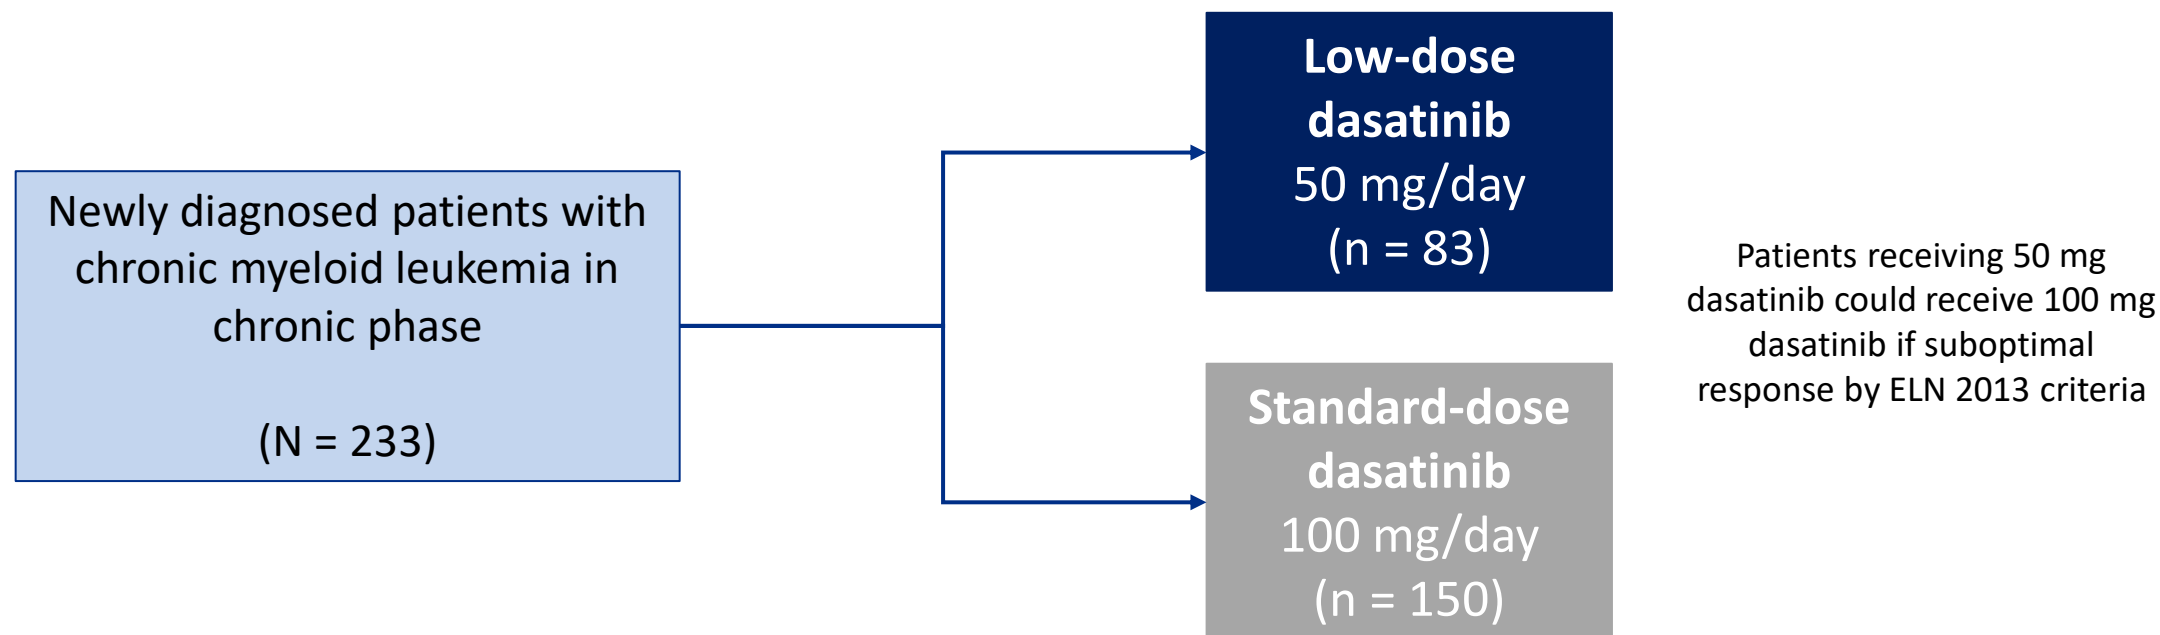 Newly diagnosed patients with
chronic myeloid leukemia in
chronic phase
(N = 233)
Low-dose
dasatinib
50 mg/day
(n = 83)
Standard-dose
dasatinib
100 mg/day
(n = 150)
Patients receiving 50 mg
dasatinib could receive 100 mg
dasatinib if suboptimal
response by ELN 2013 criteria